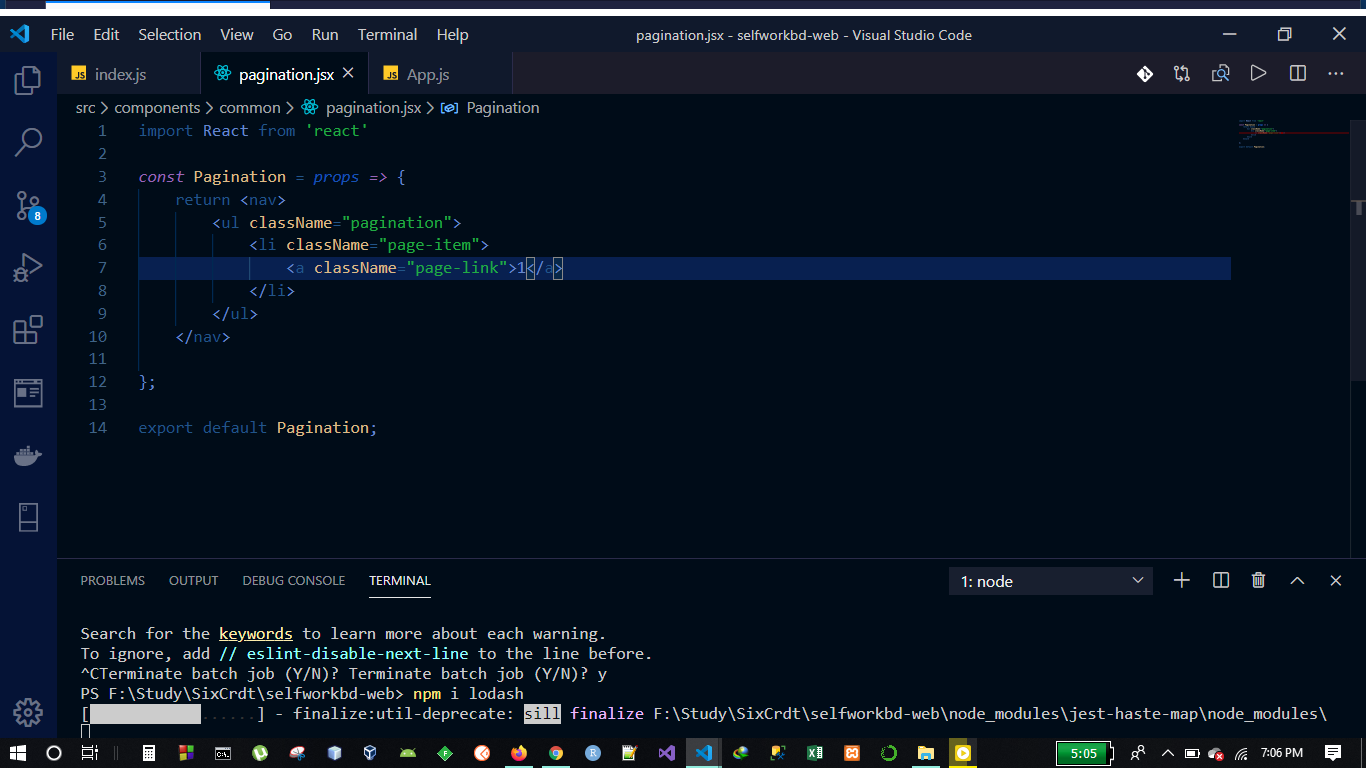 File Edit Selection View Go Run Terminal Help pagination.jsx - selfworkbd-web - Visual Studio Code
JS index.js pagination.jsx JS App.js
src > components > common > pagination.jsx > Pagination
1 import React from 'react'
2
3 const Pagination = props => {
4 return <nav>
5 <ul className="pagination">
6 <li className="page-item">
7 <a className="page-link">1</a>
8 </li>
9 </ul>
10 </nav>
11
12 };
13
14 export default Pagination;
8
PROBLEMS OUTPUT DEBUG CONSOLE TERMINAL 1: node
Search for the keywords to learn more about each warning.
To ignore, add // eslint-disable-next-line to the line before.
^CTerminate batch job (Y/N)? Terminate batch job (Y/N)? y
PS F:\Study\SixCrdt\selfworkbd-web> npm i lodash
[ ......] - finalize:util-deprecate: sill finalize F:\Study\SixCrdt\selfworkbd-web\node_modules\jest-haste-map\node_modules\
5:05 7:06 PM